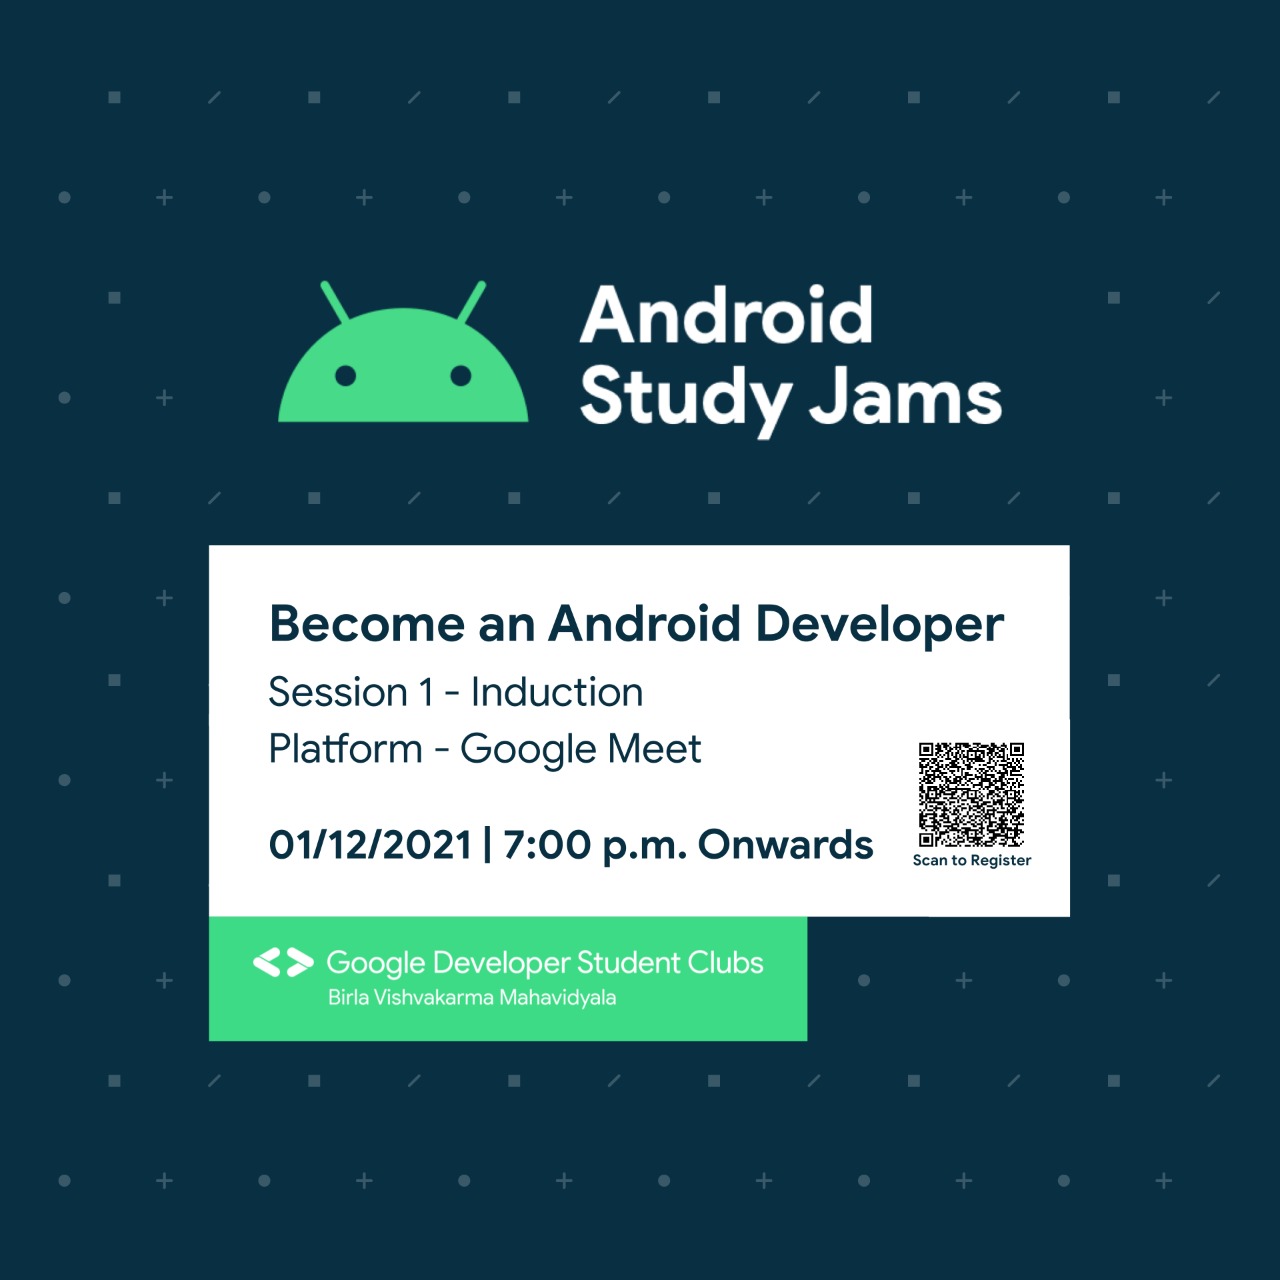 Android
Study Jams
Become an Android Developer
Session 1 - Induction
Platform - Google Meet
01/12/2021 | 7:00 p.m. Onwards
Scan to Register
Google Developer Student Clubs
Birla Vishvakarma Mahavidyala